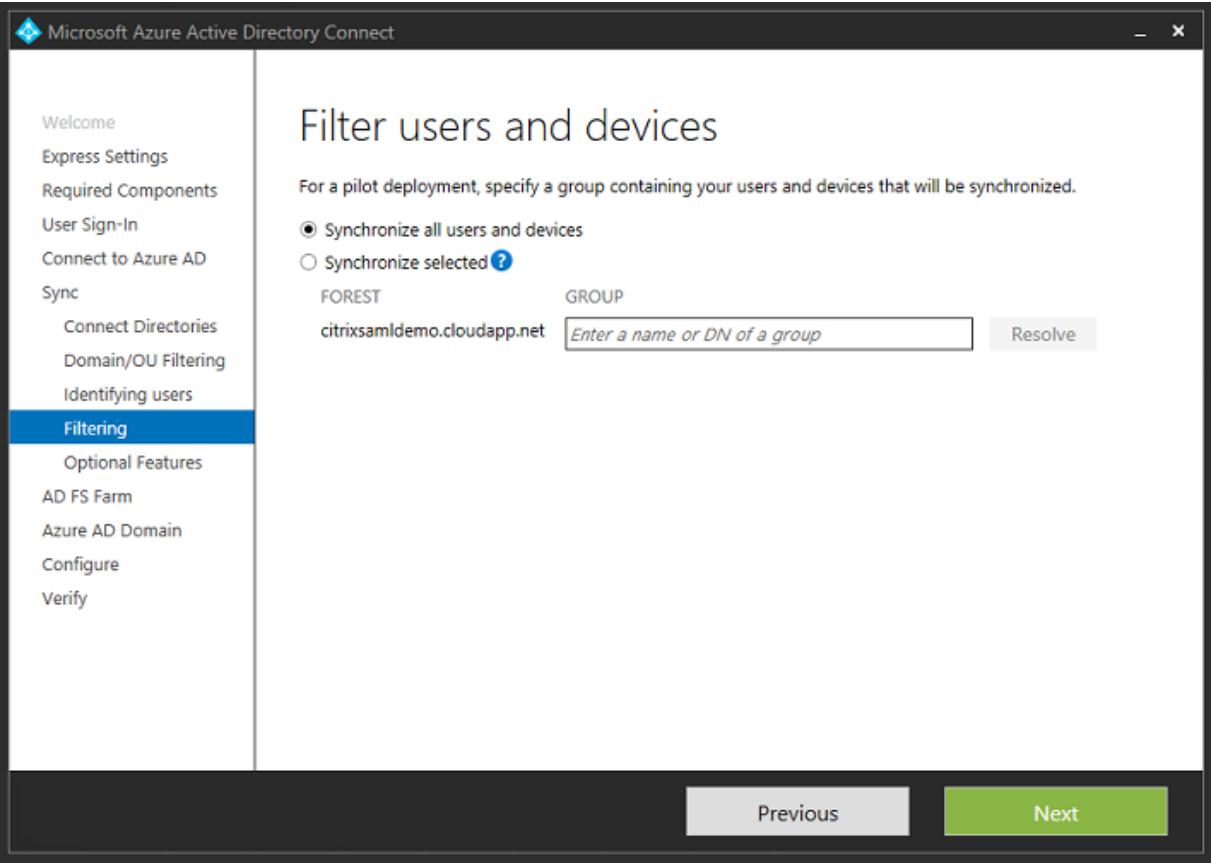 Microsoft Azure Active Directory Connect
Welcome
Express Settings
Required Components
User Sign-In
Connect to Azure AD
Sync
Connect Directories
Domain/OU Filtering
Identifying users
Filtering
Optional Features
AD FS Farm
Azure AD Domain
Configure
Verify
Filter users and devices
For a pilot deployment, specify a group containing your users and devices that will be synchronized.
Synchronize all users and devices
Synchronize selected ?
FOREST GROUP
citrixsamldemo.cloudapp.net Enter a name or DN of a group Resolve
Previous Next